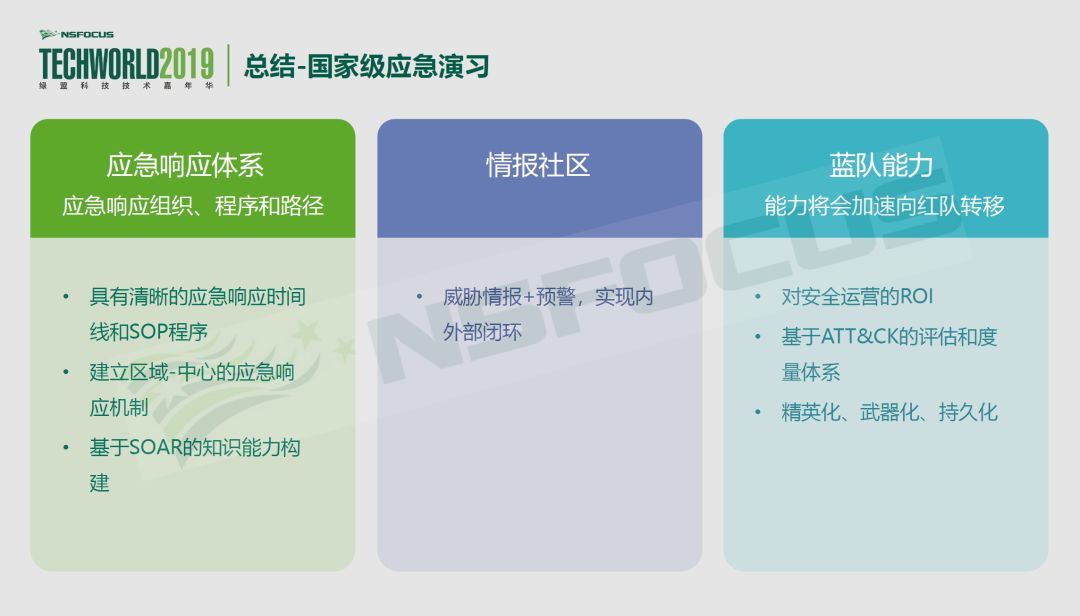 NSFOCUS
TECHWORLD2019
绿盟科技技术嘉年华
总结-国家级应急演习
应急响应体系
应急响应组织、程序和路径
• 具有清晰的应急响应时间
线和SOP程序
• 建立区域-中心的应急响
应机制
• 基于SOAR的知识能力构
建
情报社区
• 威胁情报+预警，实现内
外部闭环
蓝队能力
能力将会加速向红队转移
• 对安全运营的ROI
• 基于ATT&CK的评估和度
量体系
• 精英化、武器化、持久化
NSFOCUS